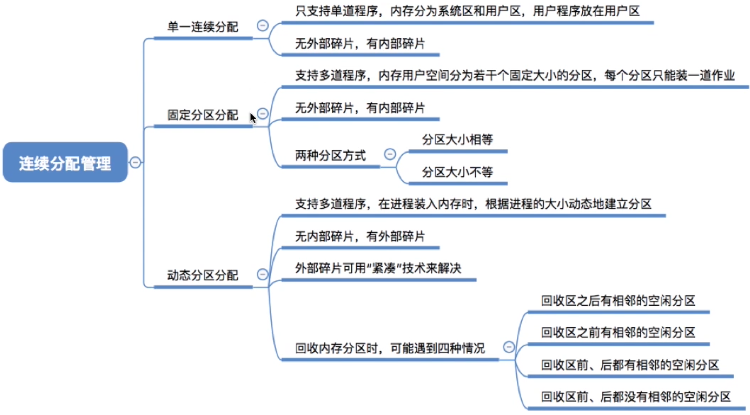 连续分配管理
单一连续分配
只支持单道程序，内存分为系统区和用户区，用户程序放在用户区
无外部碎片，有内部碎片
固定分区分配
支持多道程序，内存用户空间分为若干个固定大小的分区，每个分区只能装一道作业
无外部碎片，有内部碎片
两种分区方式
分区大小相等
分区大小不等
动态分区分配
支持多道程序，在进程装入内存时，根据进程的大小动态地建立分区
无内部碎片，有外部碎片
外部碎片可用“紧凑”技术来解决
回收内存分区时，可能遇到四种情况
回收区之后有相邻的空闲分区
回收区之前有相邻的空闲分区
回收区前、后都有相邻的空闲分区
回收区前、后都没有相邻的空闲分区